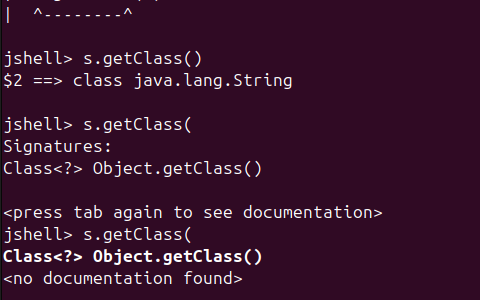 |  ^--------^
jshell> s.getClass()
$2 ==> class java.lang.String
jshell> s.getClass(
Signatures:
Class<?> Object.getClass()
<press tab again to see documentation>
jshell> s.getClass(
Class<?> Object.getClass()
<no documentation found>